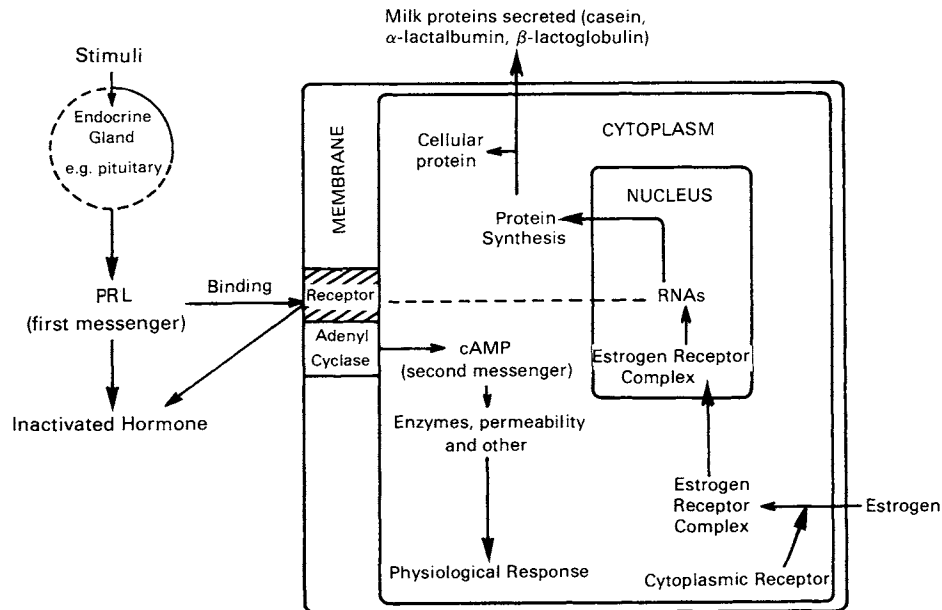 Milk proteins secreted (casein,
α-lactalbumin, β-lactoglobulin)
Stimuli
Endocrine
Gland
e.g. pituitary
PRL
(first messenger)
Inactivated Hormone
Binding
MEMBRANE
Receptor
Adenyl
Cyclase
CYTOPLASM
Cellular
protein
Protein
Synthesis
NUCLEUS
RNAs
Estrogen Receptor
Complex
cAMP
(second messenger)
Enzymes, permeability
and other
Physiological Response
Estrogen
Receptor
Complex
Estrogen
Cytoplasmic Receptor